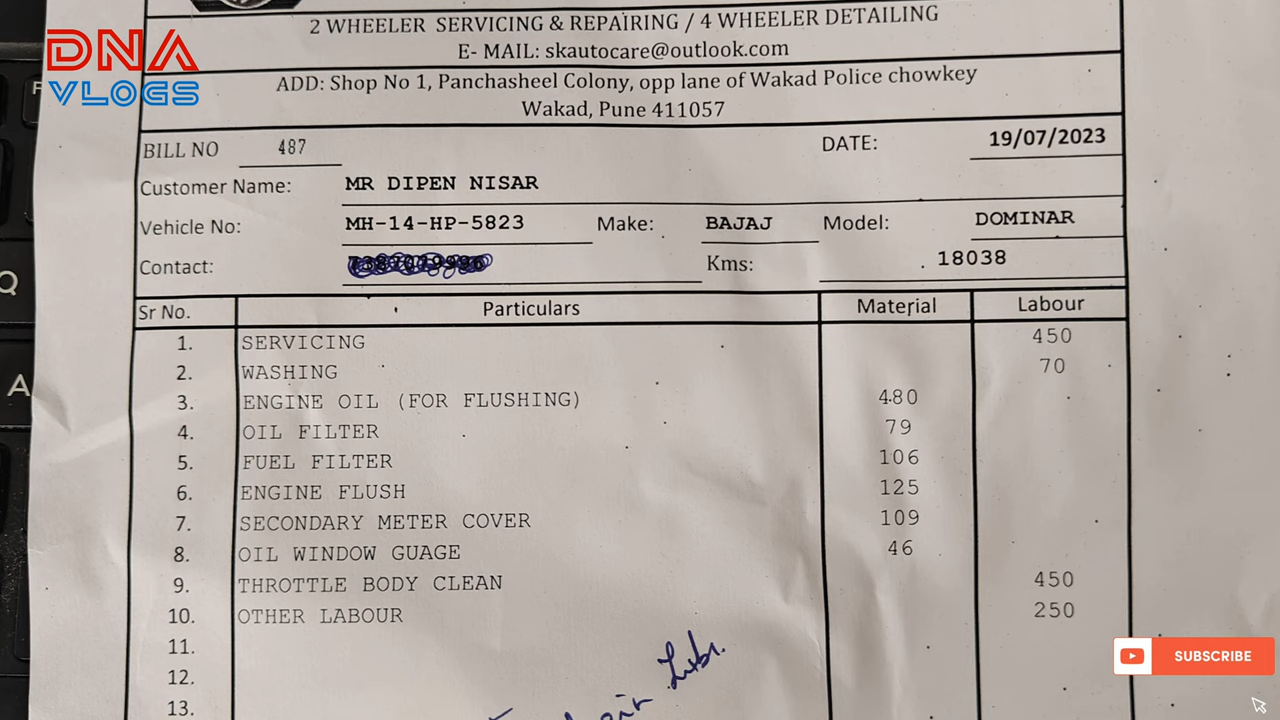 DNA
VLOGS
2 WHEELER SERVICING & REPAIRING / 4 WHEELER DETAILING
E- MAIL: skautocare@outlook.com
ADD: Shop No 1, Panchasheel Colony, opp lane of Wakad Police chowkey
Wakad, Pune 411057
BILL NO 487 DATE: 19/07/2023
Customer Name: MR DIPEN NISAR
Vehicle No: MH-14-HP-5823 Make: BAJAJ Model: DOMINAR
Contact: Kms: 18038
Sr No. Particulars Material Labour
1. SERVICING 450
2. WASHING 70
3. ENGINE OIL (FOR FLUSHING) 480
4. OIL FILTER 79
5. FUEL FILTER 106
6. ENGINE FLUSH 125
7. SECONDARY METER COVER 109
8. OIL WINDOW GUAGE 46
9. THROTTLE BODY CLEAN 450
10. OTHER LABOUR 250
11.
12.
13.
SUBSCRIBE
Q
A